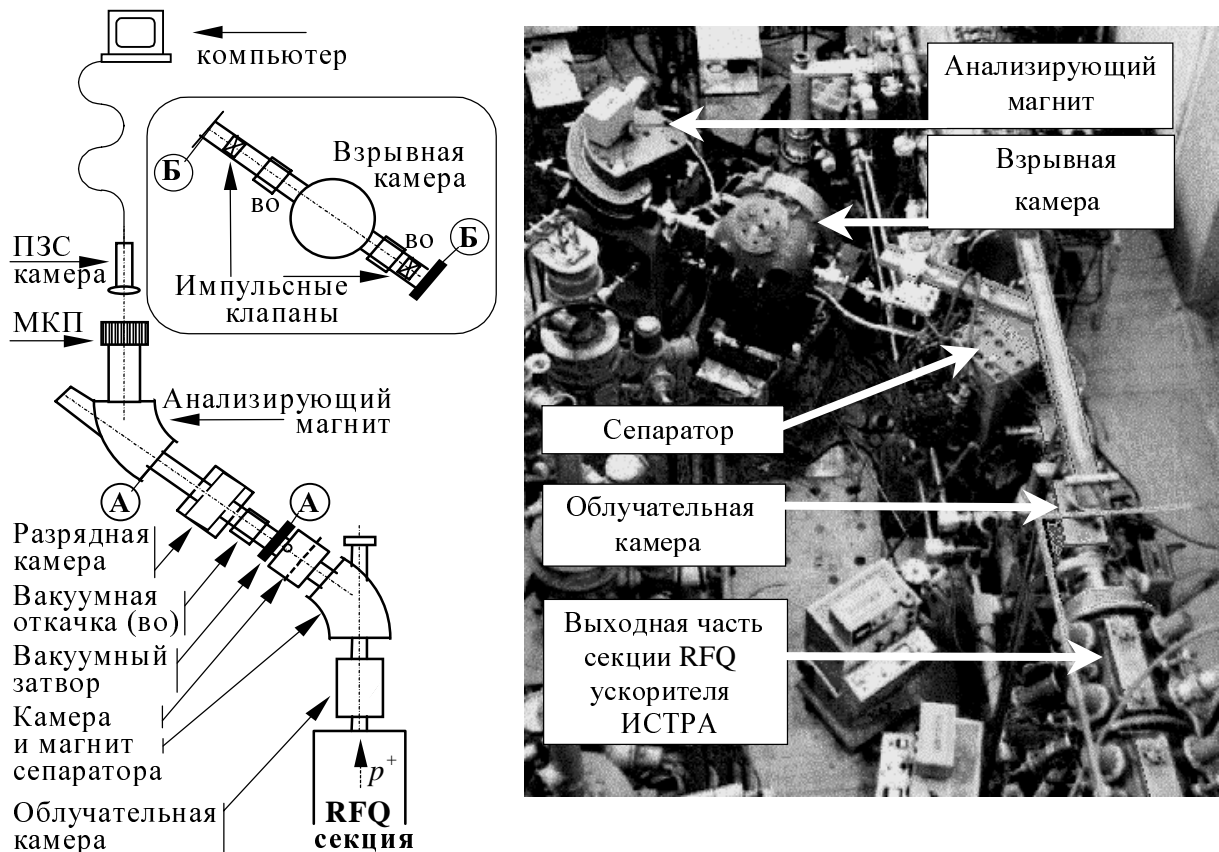 компьютер
Взрывная
камера
Б
во
во
Б
Импульсные
клапаны
ПЗС
камера
МКП
Анализирующий
магнит
А
А
Разрядная
камера
Вакуумная
откачка (во)
Вакуумный
затвор
Камера
и магнит
сепаратора
Облучательная
камера
p+
RFQ
секция
Анализирующий
магнит
Взрывная
камера
Сепаратор
Облучательная
камера
Выходная часть
секции RFQ
ускорителя
ИСТРА